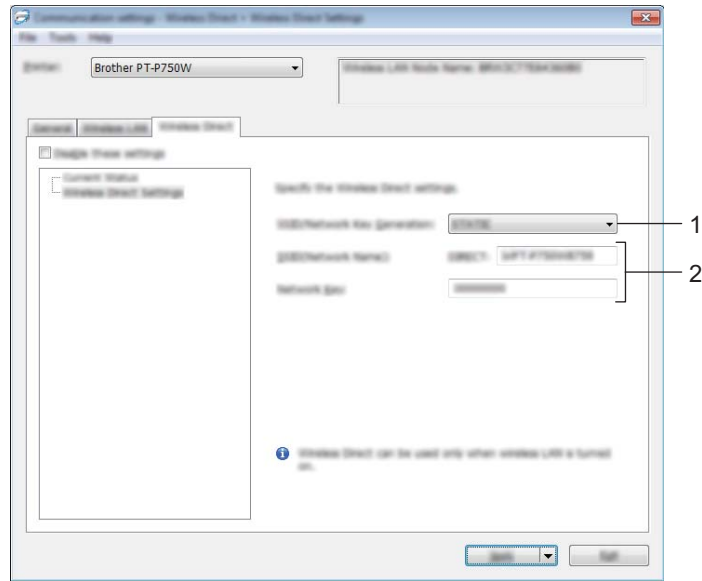 Communication settings - Wireless Direct > Wireless Direct Settings
File Tools Help
Printer:
Brother PT-P750W
Wireless LAN Node Name:
General Wireless LAN Wireless Direct
Disable these settings
Current Status
Wireless Direct Settings
Specify the Wireless Direct settings.
SSID/Network Key Generation: STATIC 1
SSID(Network Name): DIRECT-
2
Network Key:
Wireless Direct can be used only when wireless LAN is turned
on.
Apply Exit